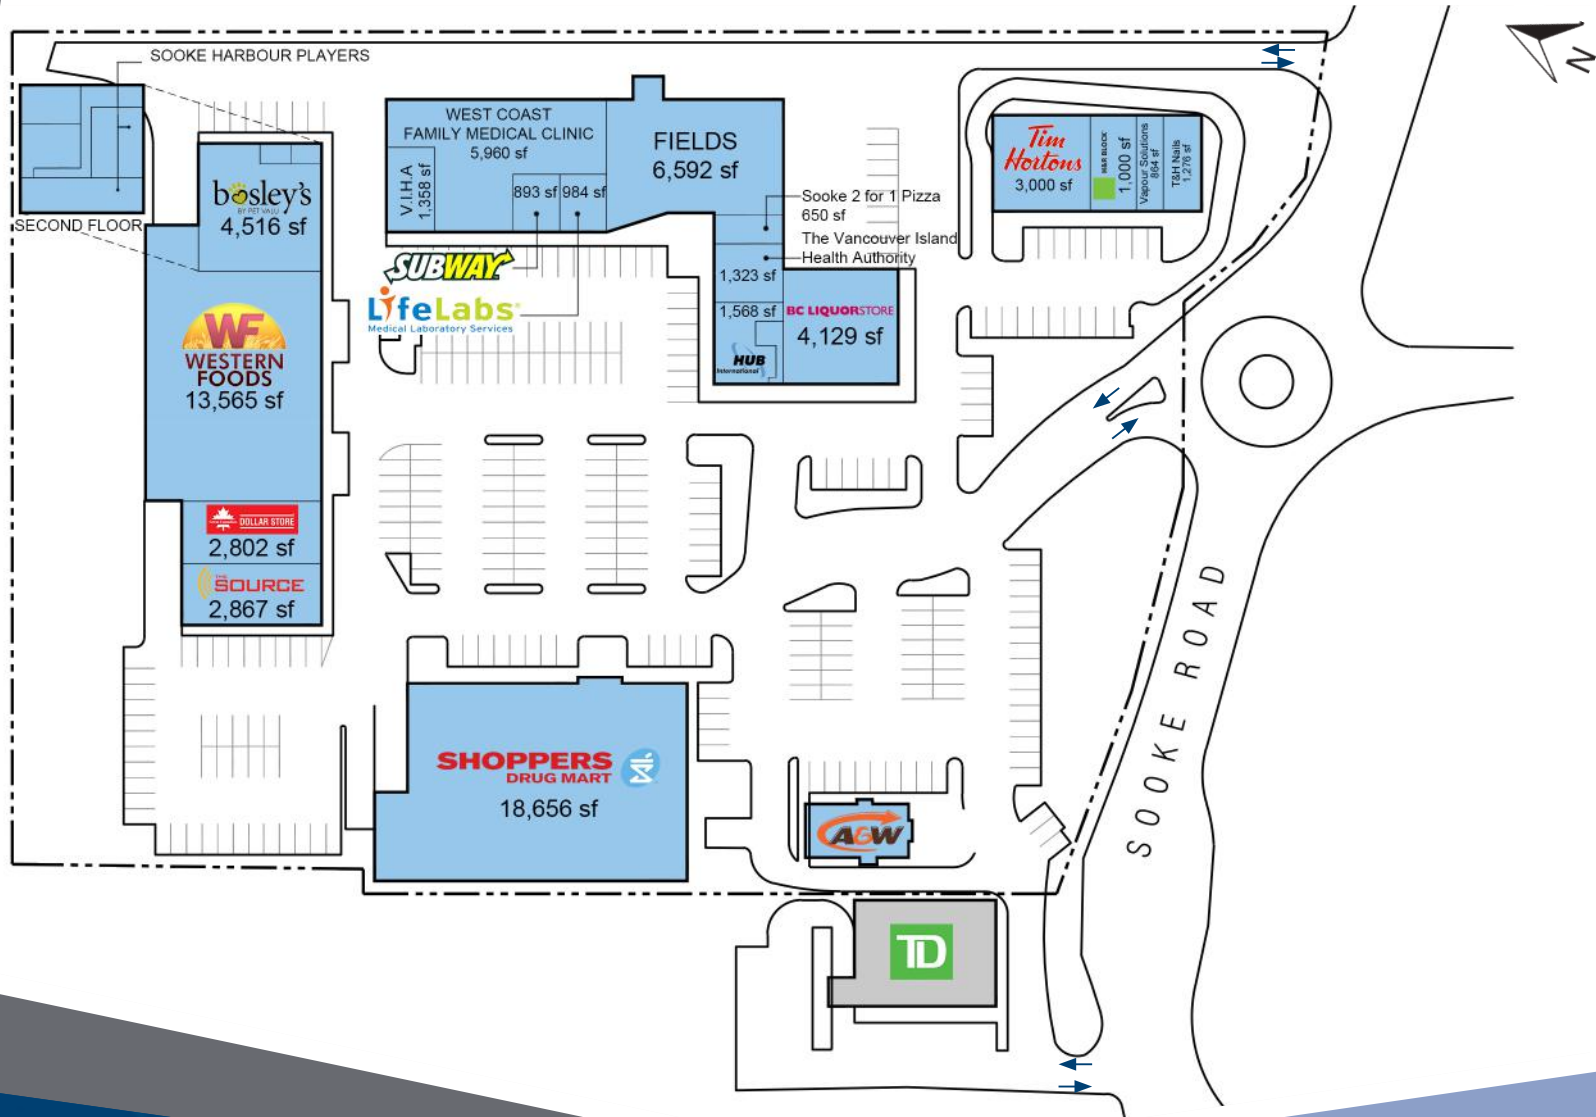 SOOKE HARBOUR PLAYERS
SECOND FLOOR
bosley's
BY PET VALU
4,516 sf
WF
WESTERN
FOODS
13,565 sf
DOLLAR STORE
2,802 sf
THE
SOURCE
2,867 sf
WEST COAST
FAMILY MEDICAL CLINIC
5,960 sf
V.I.H.A
1,358 sf
893 sf
984 sf
SUBWAY
LifeLabs
Medical Laboratory Services
FIELDS
6,592 sf
Sooke 2 for 1 Pizza
650 sf
The Vancouver Island
Health Authority
1,323 sf
1,568 sf
HUB
International
BC LIQUORSTORE
4,129 sf
Tim
Hortons
3,000 sf
H&R BLOCK
1,000 sf
Vapour Solutions
864 sf
T&H Nails
1,276 sf
N
SHOPPERS
DRUG MART
18,656 sf
A&W
TD
SOOKE ROAD